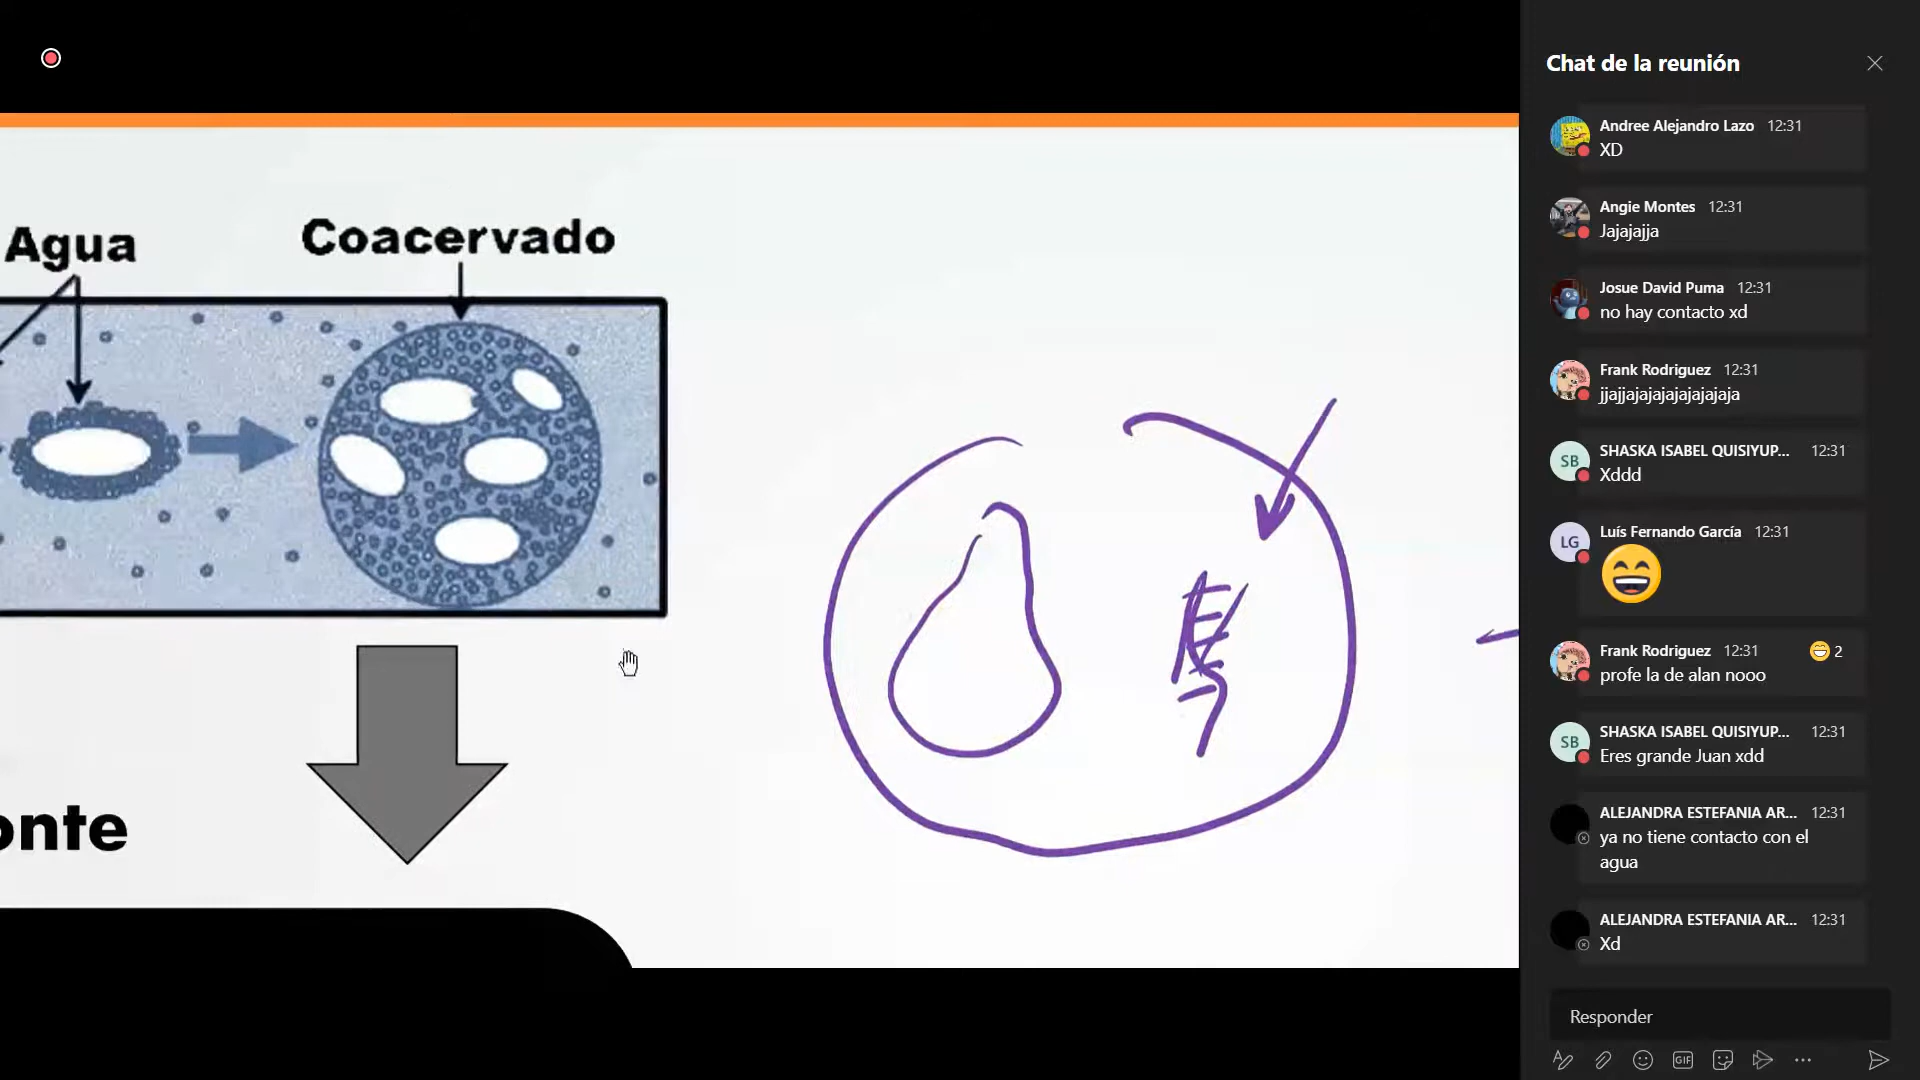 Agua
Coacervado
onte
Chat de la reunión
Andree Alejandro Lazo 12:31
XD
Angie Montes 12:31
Jajajajja
Josue David Puma 12:31
no hay contacto xd
Frank Rodriguez 12:31
jjajjajajajajajajajaja
SB
SHASKA ISABEL QUISIYUP... 12:31
Xddd
LG
Luís Fernando García 12:31
😄
Frank Rodriguez 12:31 😄 2
profe la de alan nooo
SB
SHASKA ISABEL QUISIYUP... 12:31
Eres grande Juan xdd
ALEJANDRA ESTEFANIA AR... 12:31
ya no tiene contacto con el
agua
ALEJANDRA ESTEFANIA AR... 12:31
Xd
Responder
GIF